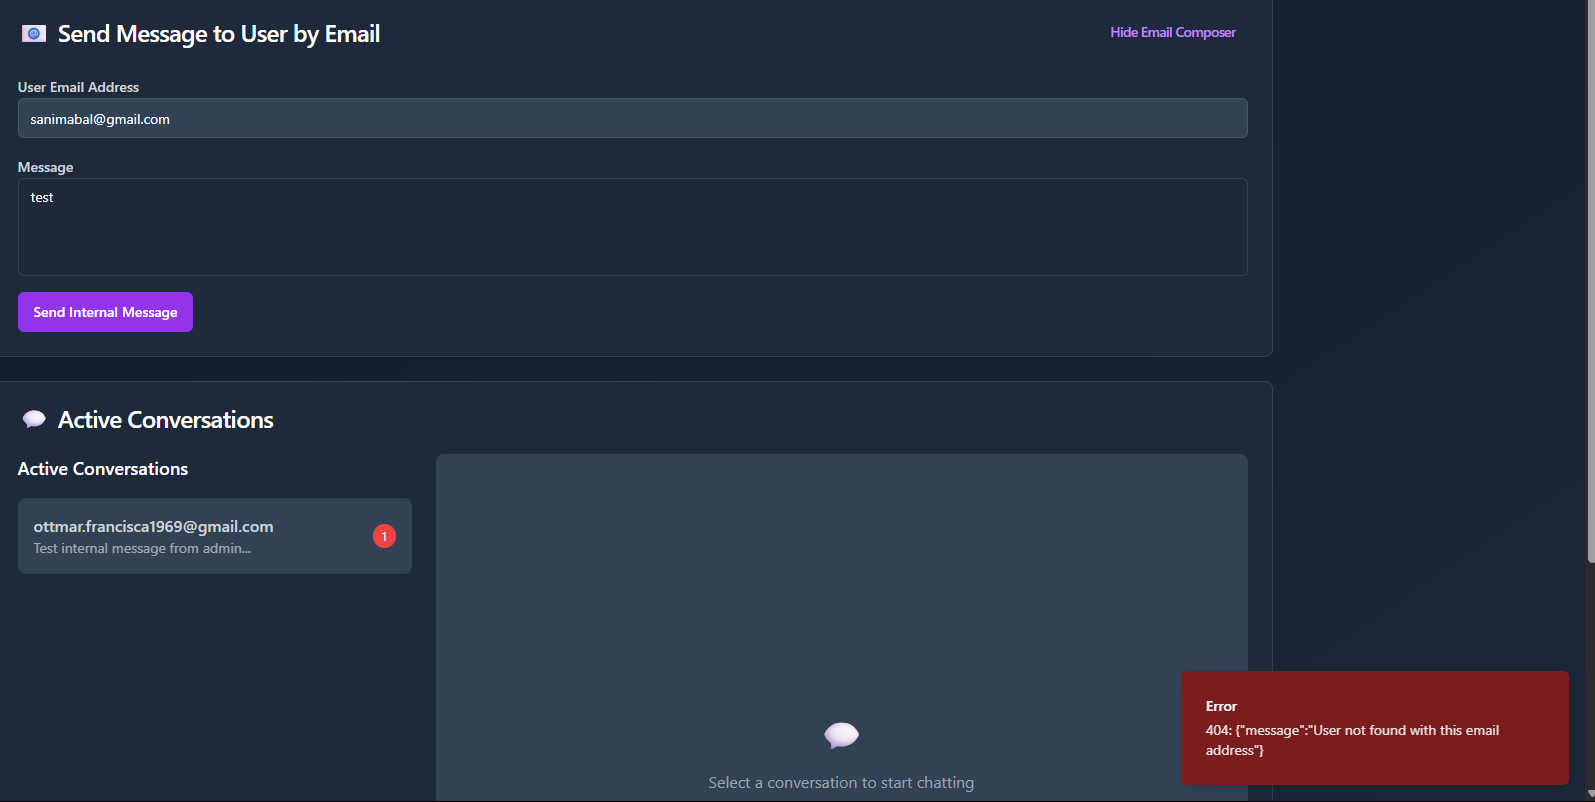 Send Message to User by Email
Hide Email Composer
User Email Address
sanimabal@gmail.com
Message
test
Send Internal Message
Active Conversations
Active Conversations
ottmar.francisca1969@gmail.com
1
Test internal message from admin...
Select a conversation to start chatting
Error
404: {"message":"User not found with this email
address"}